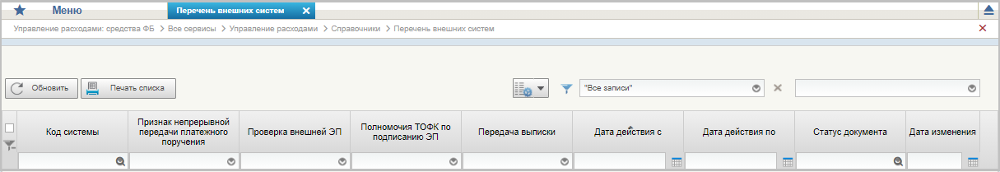 Меню
Перечень внешних систем
Управление расходами: средства ФБ > Все сервисы > Управление расходами > Справочники > Перечень внешних систем
Обновить
Печать списка
"Все записи"
Код системы
Признак непрерывной
передачи платежного
поручения
Проверка внешней ЭП
Полномочия ТОФК по
подписанию ЭП
Передача выписки
Дата действия с
Дата действия по
Статус документа
Дата изменения